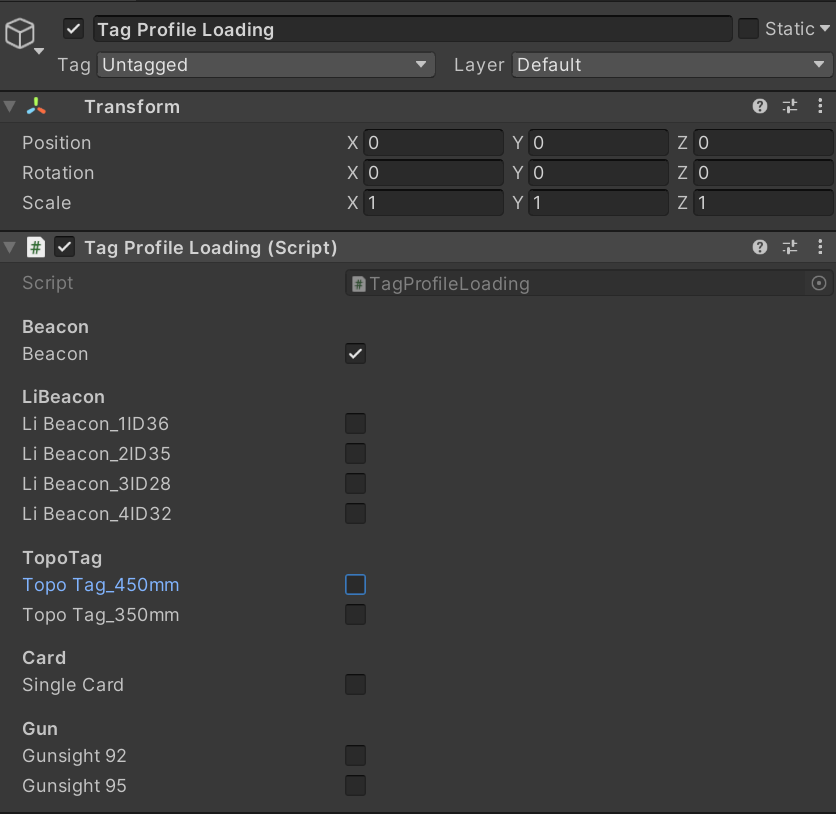 Tag Profile Loading
Static
Tag Untagged Layer Default
Transform
Position X 0 Y 0 Z 0
Rotation X 0 Y 0 Z 0
Scale X 1 Y 1 Z 1
# Tag Profile Loading (Script)
Script # TagProfileLoading
Beacon
Beacon
LiBeacon
Li Beacon_1ID36
Li Beacon_2ID35
Li Beacon_3ID28
Li Beacon_4ID32
TopoTag
Topo Tag_450mm
Topo Tag_350mm
Card
Single Card
Gun
Gunsight 92
Gunsight 95